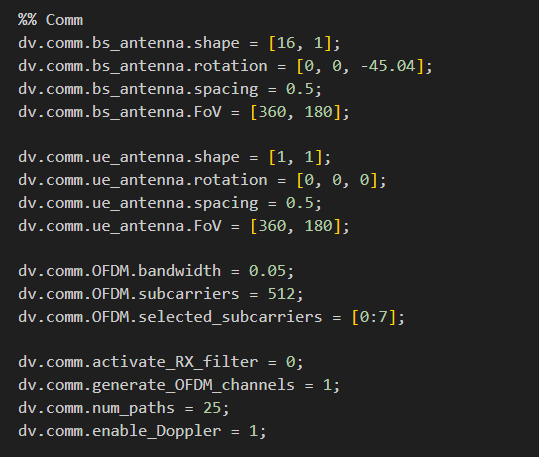 %% Comm
dv.comm.bs_antenna.shape = [16, 1];
dv.comm.bs_antenna.rotation = [0, 0, -45.04];
dv.comm.bs_antenna.spacing = 0.5;
dv.comm.bs_antenna.FoV = [360, 180];
dv.comm.ue_antenna.shape = [1, 1];
dv.comm.ue_antenna.rotation = [0, 0, 0];
dv.comm.ue_antenna.spacing = 0.5;
dv.comm.ue_antenna.FoV = [360, 180];
dv.comm.OFDM.bandwidth = 0.05;
dv.comm.OFDM.subcarriers = 512;
dv.comm.OFDM.selected_subcarriers = [0:7];
dv.comm.activate_RX_filter = 0;
dv.comm.generate_OFDM_channels = 1;
dv.comm.num_paths = 25;
dv.comm.enable_Doppler = 1;